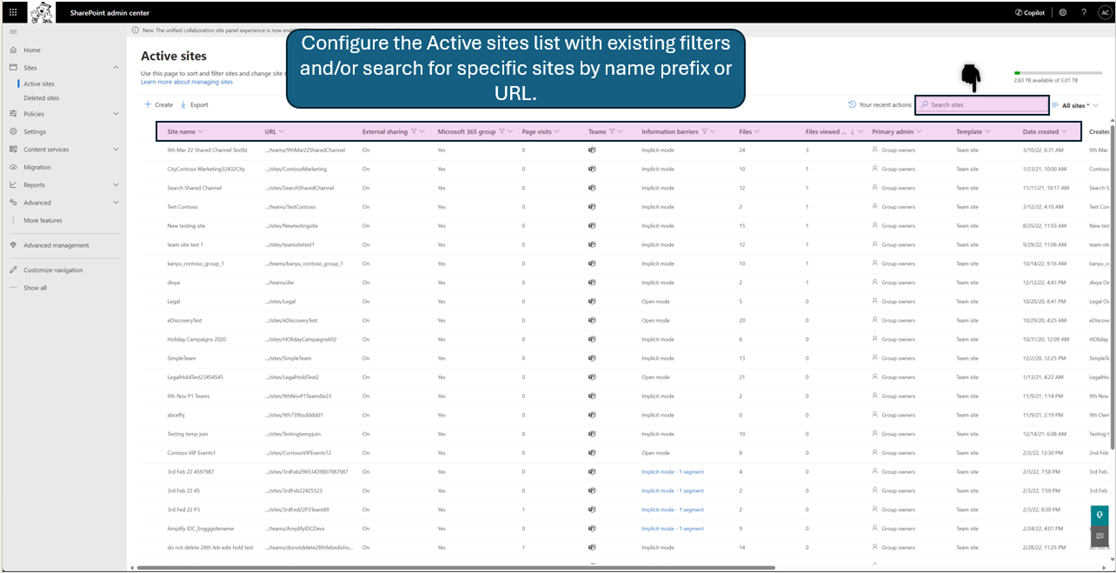 SharePoint admin center
Copilot
?
AC
New: The unified collaboration site panel experience is now
Home
Sites
Active sites
Deleted sites
Policies
Settings
Content services
Migration
Reports
Advanced
More features
Advanced management
Customize navigation
Show all
Active sites
Use this page to sort and filter sites and change site
Learn more about managing sites
Configure the Active sites list with existing filters
and/or search for specific sites by name prefix or
URL.
2.83 TB available of 3.01 TB
Create Export
Your recent actions Search sites All sites *
Site name URL External sharing Microsoft 365 group Page visits Teams Information barriers Files Files viewed ... ↓ Primary admin Template Date created Create
9th Mar 22 Shared Channel Testbz .../teams/9thMar22SharedChannel On Yes 0 Implicit mode 24 3 Group owners Team site 3/10/22, 6:31 AM 9th Mar
CityContoso Marketing32432City .../sites/ContosoMarketing On Yes 0 Implicit mode 10 1 Group owners Team site 1/23/21, 10:00 AM Contoso
Search Shared Channel .../sites/SearchSharedChannel On Yes 0 Implicit mode 12 1 Group owners Team site 11/11/21, 10:17 AM Search S
Test Contoso .../teams/TestContoso On Yes 0 Implicit mode 2 1 Group owners Team site 3/12/22, 4:10 AM Test Con
New testing site .../sites/Newtestingsite On Yes 0 Implicit mode 15 1 Group owners Team site 8/25/22, 11:03 AM New tes
team site test 1 .../sites/teamsitetest1 On Yes 0 Implicit mode 12 1 Group owners Team site 9/29/22, 11:06 AM team sit
kanyu_contoso_group_1 .../teams/kanyu_contoso_group_1 On Yes 0 Implicit mode 10 1 Group owners Team site 10/14/22, 9:16 AM kanyu_c
divya .../teams/dw On Yes 0 Implicit mode 2 1 Group owners Team site 12/12/22, 4:43 PM divya O
Legal .../sites/Legal On Yes 0 Open mode 5 0 Group owners Team site 10/20/20, 8:41 PM Legal O
eDiscoveryTest .../sites/eDiscoveryTest On Yes 0 Open mode 20 0 Group owners Team site 10/29/20, 4:25 AM eDiscove
Holiday Campaigns 2020 .../sites/HOlidayCampaigns692 On Yes 0 Implicit mode 6 0 Group owners Team site 10/31/20, 12:09 AM HOliday
SimpleTeam .../sites/SimpleTeam On Yes 0 Implicit mode 13 0 Group owners Team site 12/2/20, 12:25 PM SimpleTe
LegalHoldTest23454545 .../sites/LegalHoldTest2 On Yes 0 Open mode 21 0 Group owners Team site 1/13/21, 4:22 AM LegalHo
9th Nov P1 Teams .../sites/9thNovP1Teamdie23 On Yes 0 Implicit mode 2 0 Group owners Team site 11/9/21, 1:14 PM 9th Nov
abcefhj On Yes 0 Implicit mode 0 0 Group owners Team site 11/9/21, 2:19 PM 9th Own
Testing temp join .../sites/Testingtempjoin On Yes 0 Implicit mode 10 0 Group owners Team site 12/14/21, 6:08 AM Testing t
Contoso VIP Events1 .../sites/ContosoVIPEvents12 On Yes 0 Open mode 8 0 Group owners Team site 2/2/22, 12:30 PM 2nd Feb
3rd Feb 22 4597987 .../sites/3rdFeb29653439807987987 On Yes 0 Implicit mode - 1 segment 4 0 Group owners Team site 2/3/22, 7:58 PM 3rd Feb
3rd Feb 22 45 .../sites/3rdFeb22425523 On Yes 0 Implicit mode - 1 segment 2 0 Group owners Team site 2/3/22, 7:59 PM 3rd Feb
3rd Fed 22 P3 .../sites/3rdFed22P3Team89 On Yes 1 Implicit mode - 1 segment 2 0 Group owners Team site 2/3/22, 8:39 PM
Amplify IDC_Engggsitename .../teams/AmplifyIDCDevs On Yes 0 Implicit mode - 1 segment 9 0 Group owners Team site 2/24/22, 4:01 PM
do not delete 28th feb edis hold test .../teams/donotdelete28thfebedisho... On Yes 1 Implicit mode 14 0 Group owners Team site 2/28/22, 11:25 PM